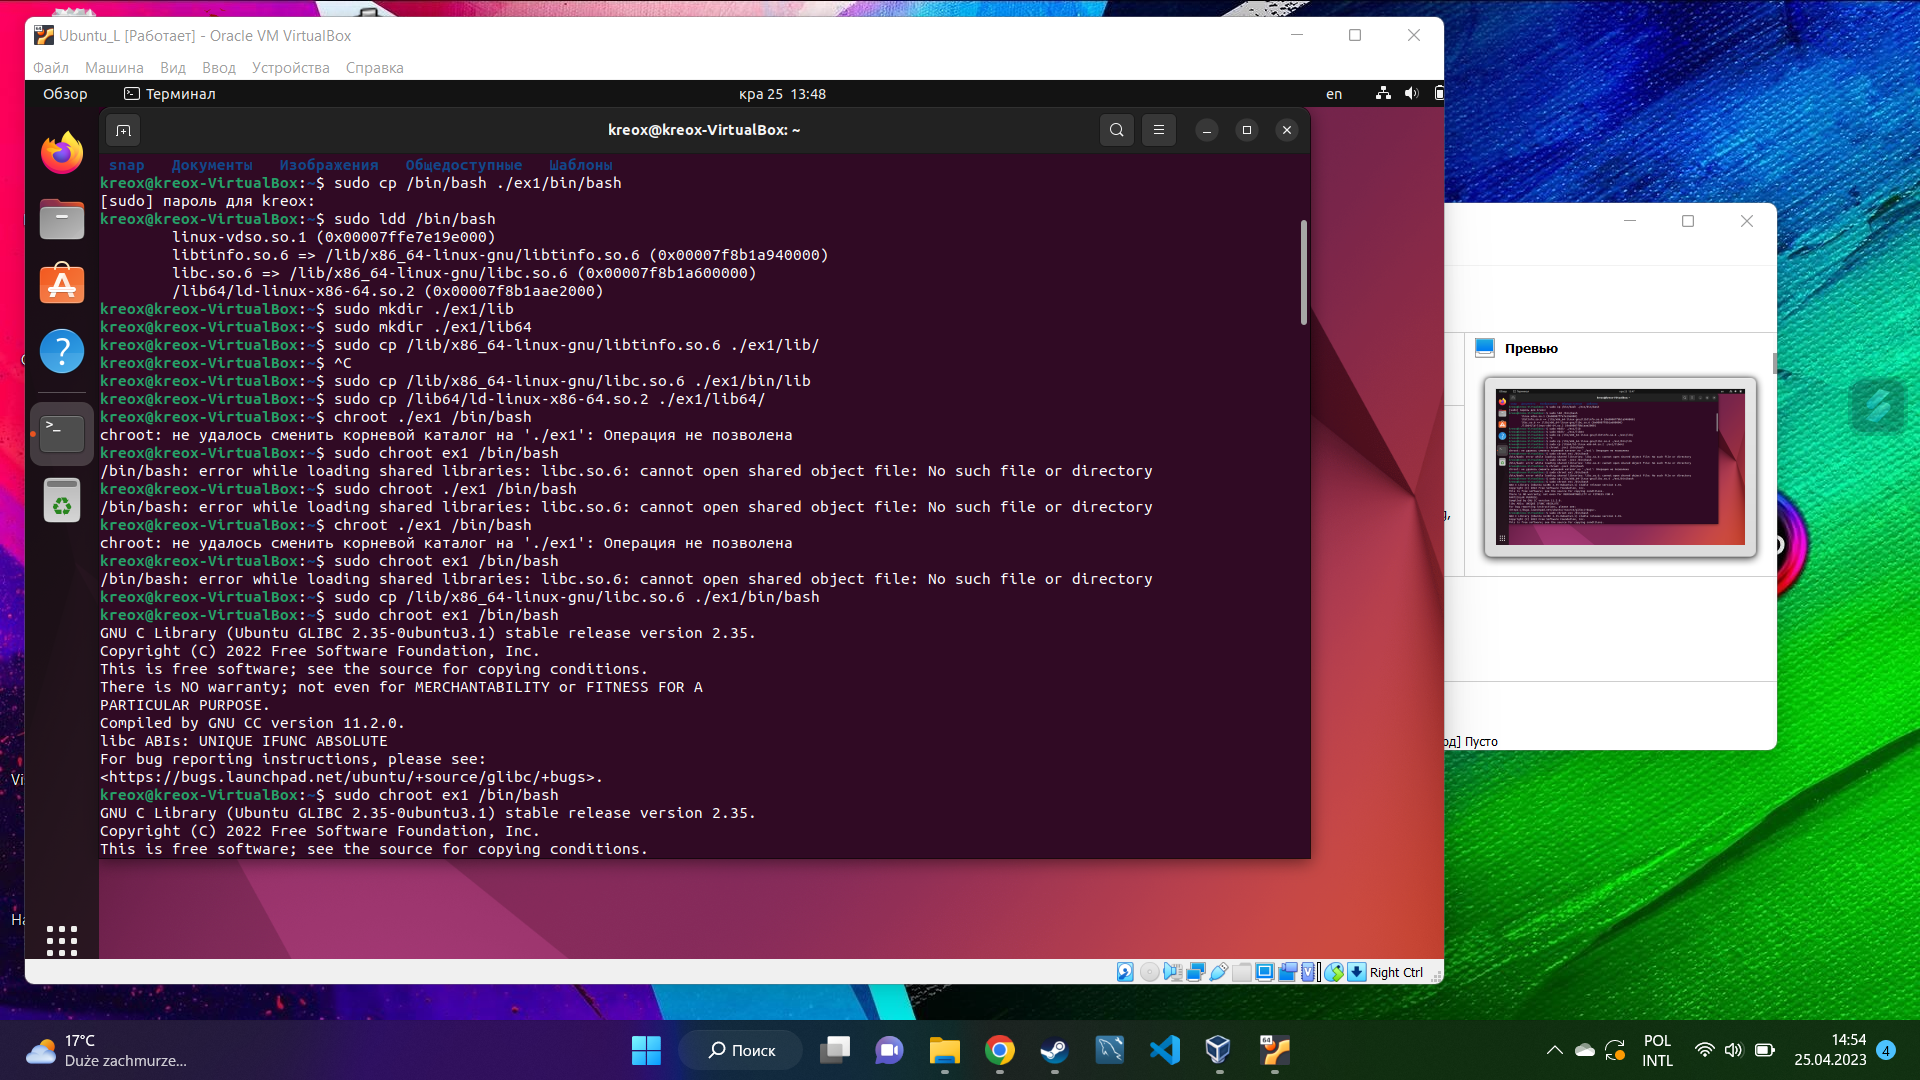 Ubuntu_L [Работает] - Oracle VM VirtualBox
Файл Машина Вид Ввод Устройства Справка
Обзор Терминал кра 25 13:48 en
kreox@kreox-VirtualBox: ~
snap Документы Изображения Общедоступные Шаблоны
kreox@kreox-VirtualBox:~$ sudo cp /bin/bash ./ex1/bin/bash
[sudo] пароль для kreox:
kreox@kreox-VirtualBox:~$ sudo ldd /bin/bash
linux-vdso.so.1 (0x00007ffe7e19e000)
libtinfo.so.6 => /lib/x86_64-linux-gnu/libtinfo.so.6 (0x00007f8b1a940000)
libc.so.6 => /lib/x86_64-linux-gnu/libc.so.6 (0x00007f8b1a600000)
/lib64/ld-linux-x86-64.so.2 (0x00007f8b1aae2000)
kreox@kreox-VirtualBox:~$ sudo mkdir ./ex1/lib
kreox@kreox-VirtualBox:~$ sudo mkdir ./ex1/lib64
kreox@kreox-VirtualBox:~$ sudo cp /lib/x86_64-linux-gnu/libtinfo.so.6 ./ex1/lib/
kreox@kreox-VirtualBox:~$ ^C
kreox@kreox-VirtualBox:~$ sudo cp /lib/x86_64-linux-gnu/libc.so.6 ./ex1/bin/lib
kreox@kreox-VirtualBox:~$ sudo cp /lib64/ld-linux-x86-64.so.2 ./ex1/lib64/
kreox@kreox-VirtualBox:~$ chroot ./ex1 /bin/bash
chroot: не удалось сменить корневой каталог на './ex1': Операция не позволена
kreox@kreox-VirtualBox:~$ sudo chroot ex1 /bin/bash
/bin/bash: error while loading shared libraries: libc.so.6: cannot open shared object file: No such file or directory
kreox@kreox-VirtualBox:~$ sudo chroot ./ex1 /bin/bash
/bin/bash: error while loading shared libraries: libc.so.6: cannot open shared object file: No such file or directory
kreox@kreox-VirtualBox:~$ chroot ./ex1 /bin/bash
chroot: не удалось сменить корневой каталог на './ex1': Операция не позволена
kreox@kreox-VirtualBox:~$ sudo chroot ex1 /bin/bash
/bin/bash: error while loading shared libraries: libc.so.6: cannot open shared object file: No such file or directory
kreox@kreox-VirtualBox:~$ sudo cp /lib/x86_64-linux-gnu/libc.so.6 ./ex1/bin/bash
kreox@kreox-VirtualBox:~$ sudo chroot ex1 /bin/bash
GNU C Library (Ubuntu GLIBC 2.35-0ubuntu3.1) stable release version 2.35.
Copyright (C) 2022 Free Software Foundation, Inc.
This is free software; see the source for copying conditions.
There is NO warranty; not even for MERCHANTABILITY or FITNESS FOR A
PARTICULAR PURPOSE.
Compiled by GNU CC version 11.2.0.
libc ABIs: UNIQUE IFUNC ABSOLUTE
For bug reporting instructions, please see:
<https://bugs.launchpad.net/ubuntu/+source/glibc/+bugs>.
kreox@kreox-VirtualBox:~$ sudo chroot ex1 /bin/bash
GNU C Library (Ubuntu GLIBC 2.35-0ubuntu3.1) stable release version 2.35.
Copyright (C) 2022 Free Software Foundation, Inc.
This is free software; see the source for copying conditions.
Right Ctrl
Превью
од] Пусто
17°C
Duże zachmurze...
Поиск
POL
INTL
14:54
25.04.2023
4